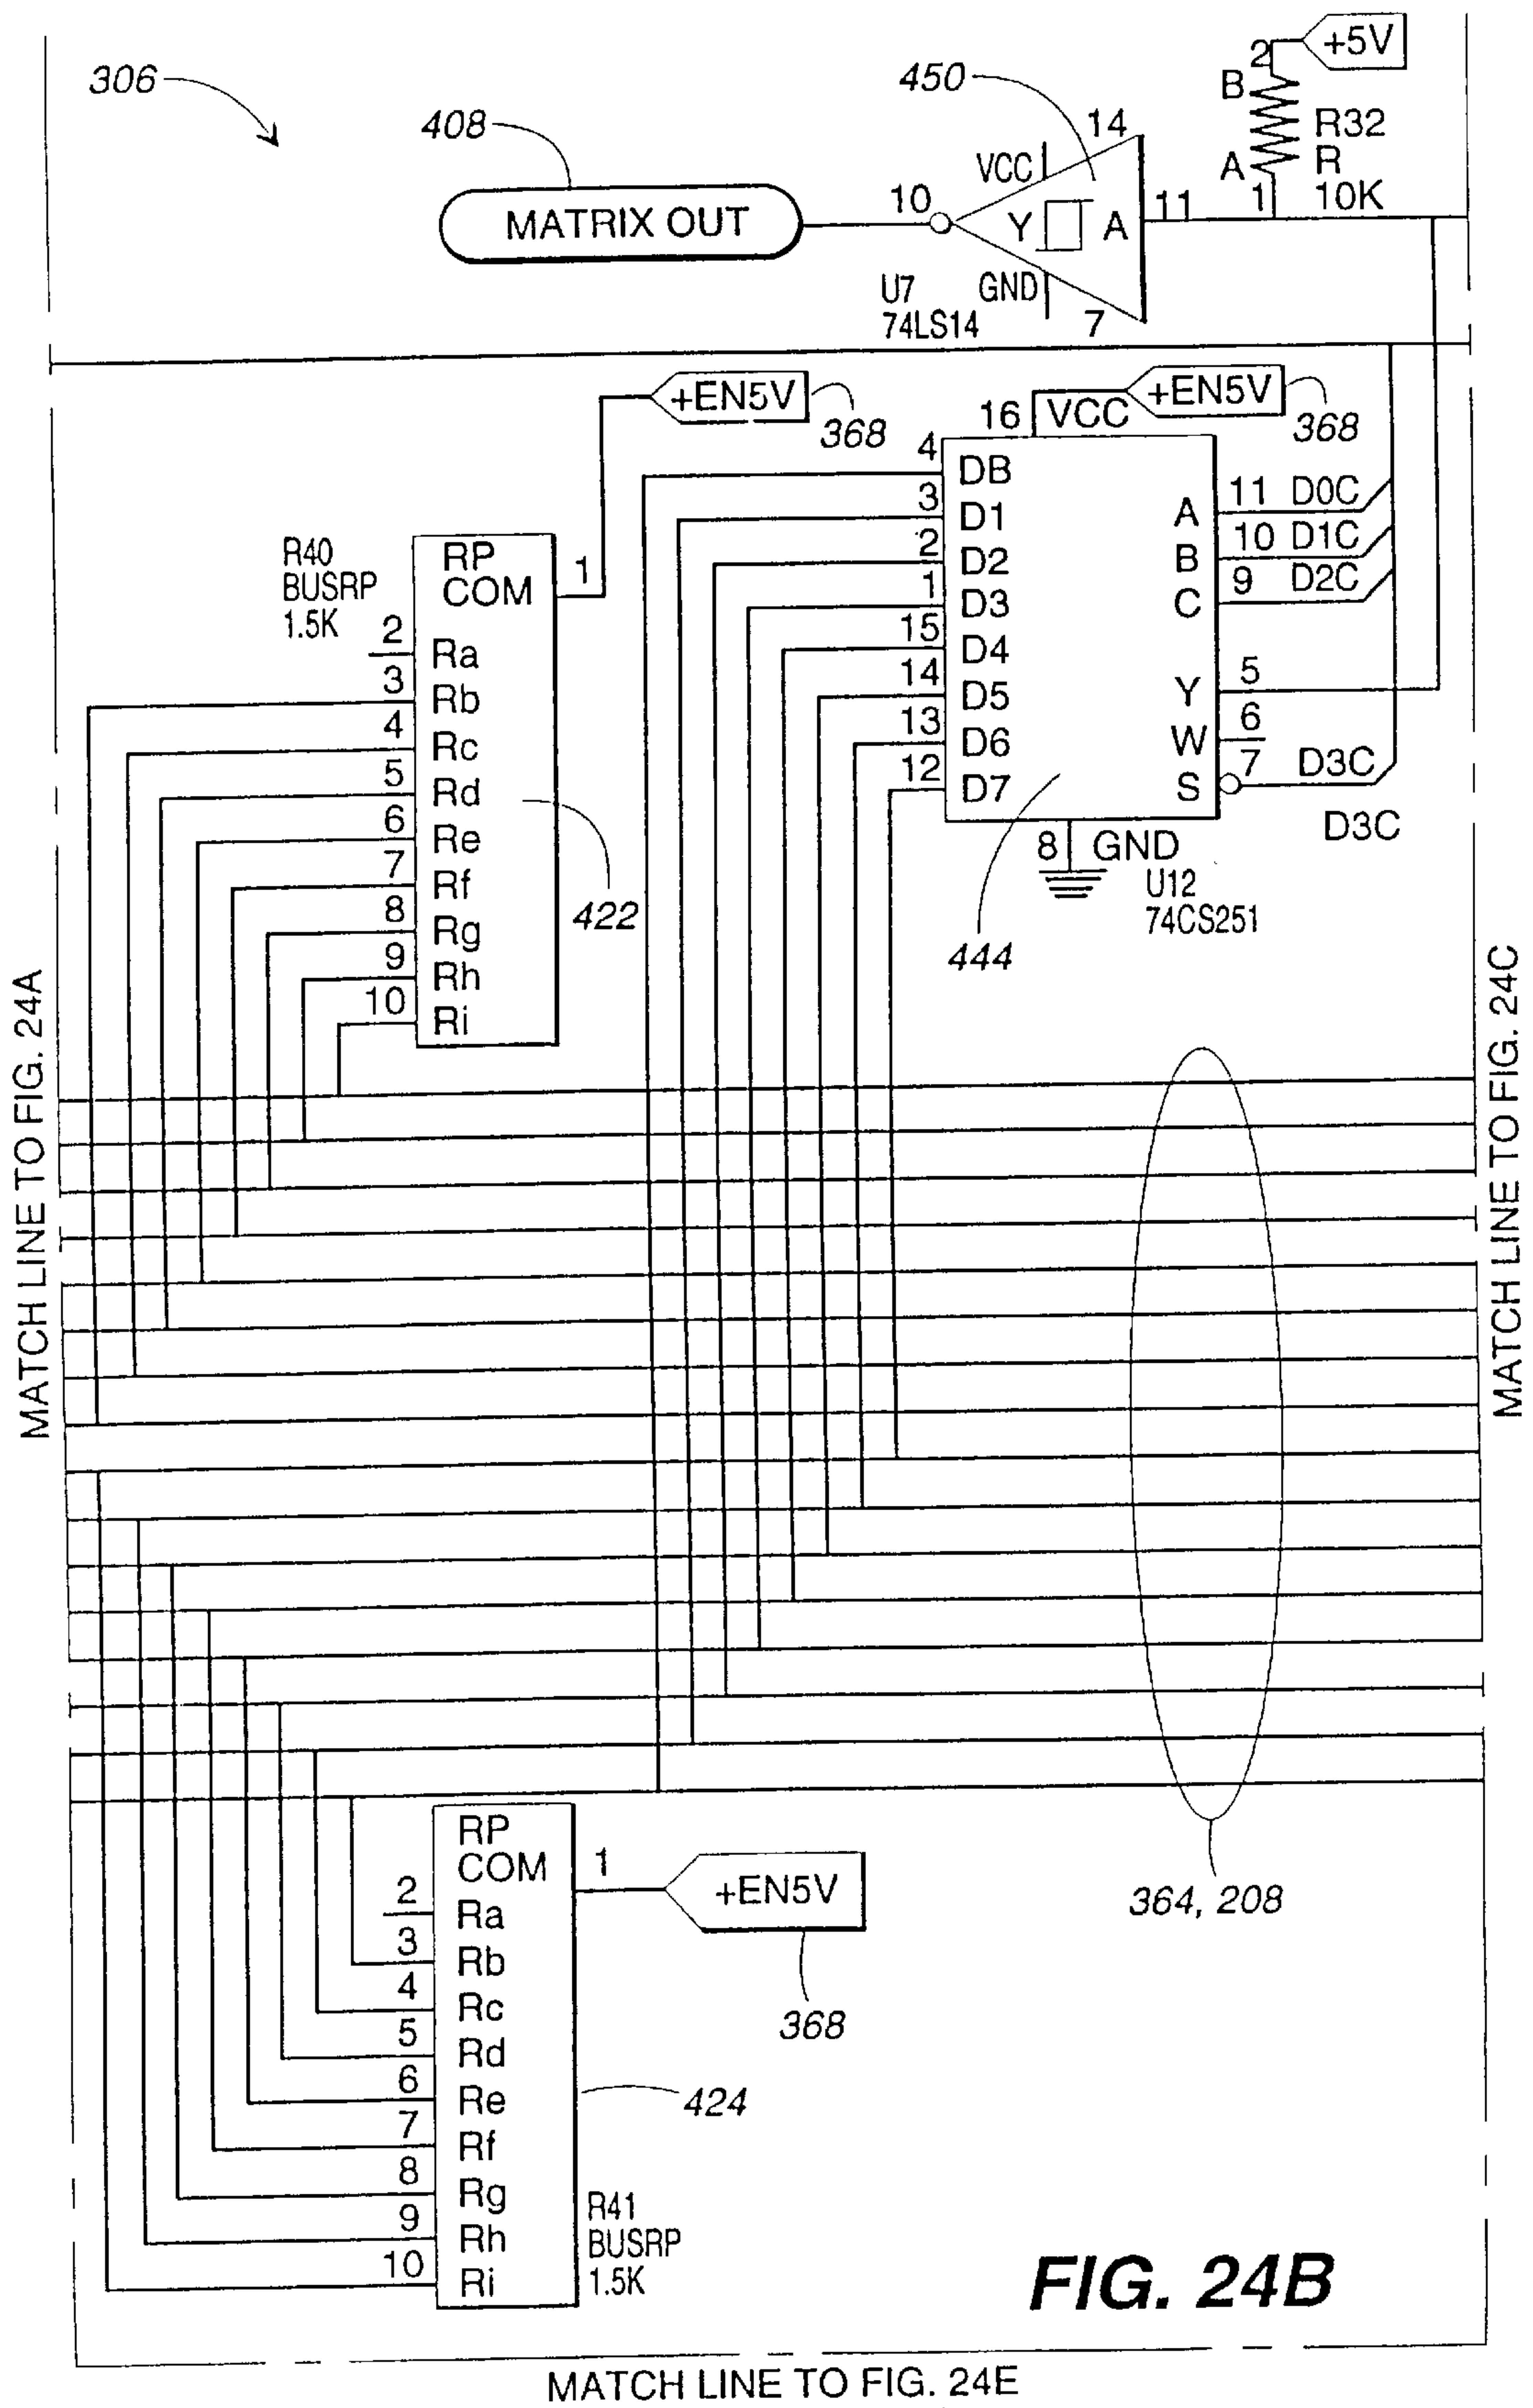 306
408
MATRIX OUT
450
14
VCC
10
Y
A
11
GND
7
U7
74LS14
+5V
2
B
A
1
R32
R
10K
+EN5V
368
16
VCC
+EN5V
368
4
DB
3
D1
2
D2
1
D3
15
D4
14
D5
13
D6
12
D7
A
11
D0C
B
10
D1C
C
9
D2C
Y
5
W
6
S
7
D3C
D3C
8
GND
U12
74CS251
444
R40
BUSRP
1.5K
RP
COM
1
2
Ra
3
Rb
4
Rc
5
Rd
6
Re
7
Rf
8
Rg
9
Rh
10
Ri
422
MATCH LINE TO FIG. 24A
MATCH LINE TO FIG. 24C
364, 208
RP
COM
1
+EN5V
368
2
Ra
3
Rb
4
Rc
5
Rd
6
Re
7
Rf
8
Rg
9
Rh
10
Ri
424
R41
BUSRP
1.5K
FIG. 24B
MATCH LINE TO FIG. 24E